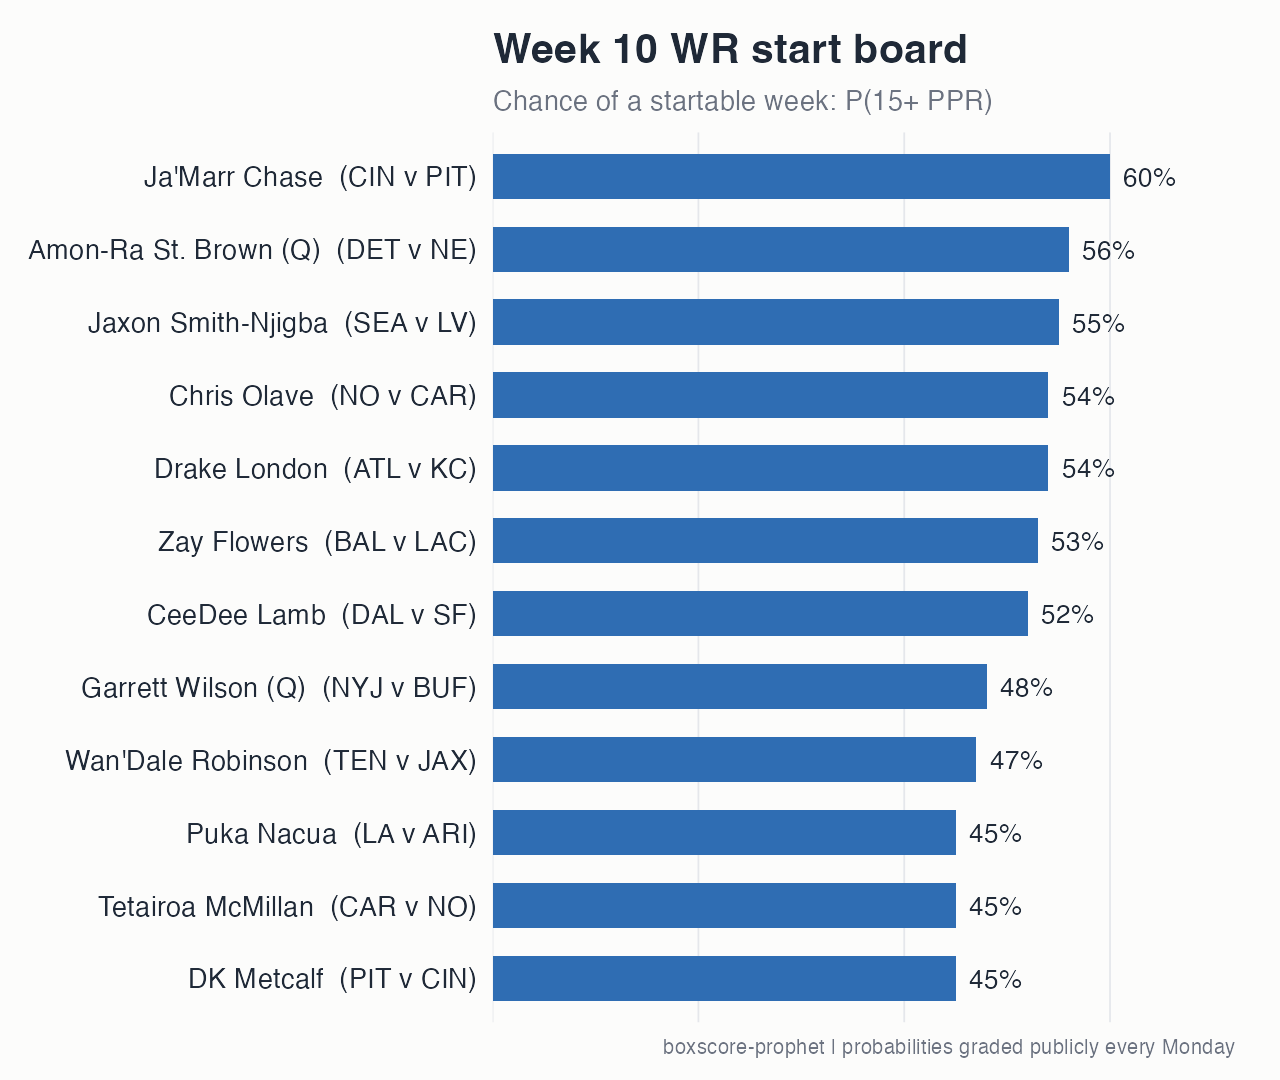 Week 10 WR start board
Chance of a startable week: P(15+ PPR)
Ja'Marr Chase (CIN v PIT) 60%
Amon-Ra St. Brown (Q) (DET v NE) 56%
Jaxon Smith-Njigba (SEA v LV) 55%
Chris Olave (NO v CAR) 54%
Drake London (ATL v KC) 54%
Zay Flowers (BAL v LAC) 53%
CeeDee Lamb (DAL v SF) 52%
Garrett Wilson (Q) (NYJ v BUF) 48%
Wan'Dale Robinson (TEN v JAX) 47%
Puka Nacua (LA v ARI) 45%
Tetairoa McMillan (CAR v NO) 45%
DK Metcalf (PIT v CIN) 45%
boxscore-prophet | probabilities graded publicly every Monday